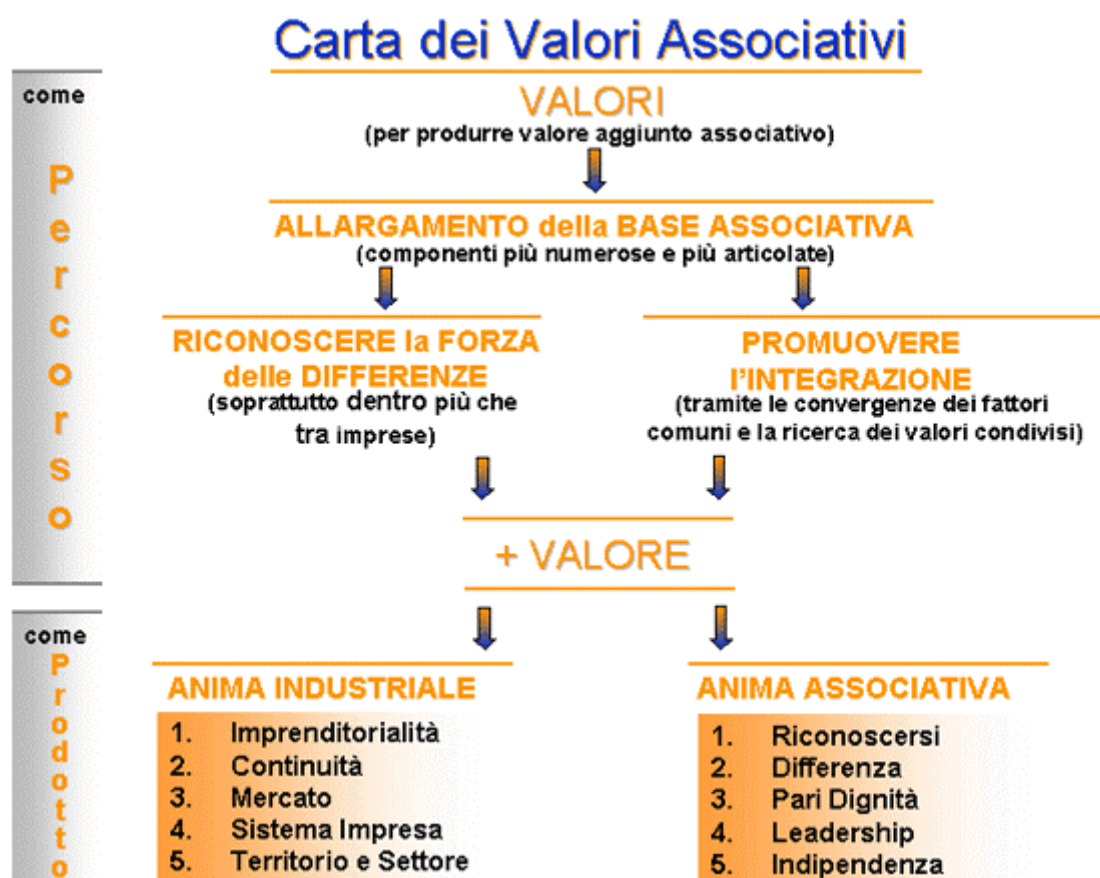 Carta dei Valori Associativi
come
Percorso
VALORI
(per produrre valore aggiunto associativo)
ALLARGAMENTO della BASE ASSOCIATIVA
(componenti più numerose e più articolate)
RICONOSCERE la FORZA
delle DIFFERENZE
(soprattutto dentro più che
tra imprese)
PROMUOVERE
l'INTEGRAZIONE
(tramite le convergenze dei fattori
comuni e la ricerca dei valori condivisi)
+ VALORE
come
Prodotto
ANIMA INDUSTRIALE
1. Imprenditorialità
2. Continuità
3. Mercato
4. Sistema Impresa
5. Territorio e Settore
ANIMA ASSOCIATIVA
1. Riconoscersi
2. Differenza
3. Pari Dignità
4. Leadership
5. Indipendenza